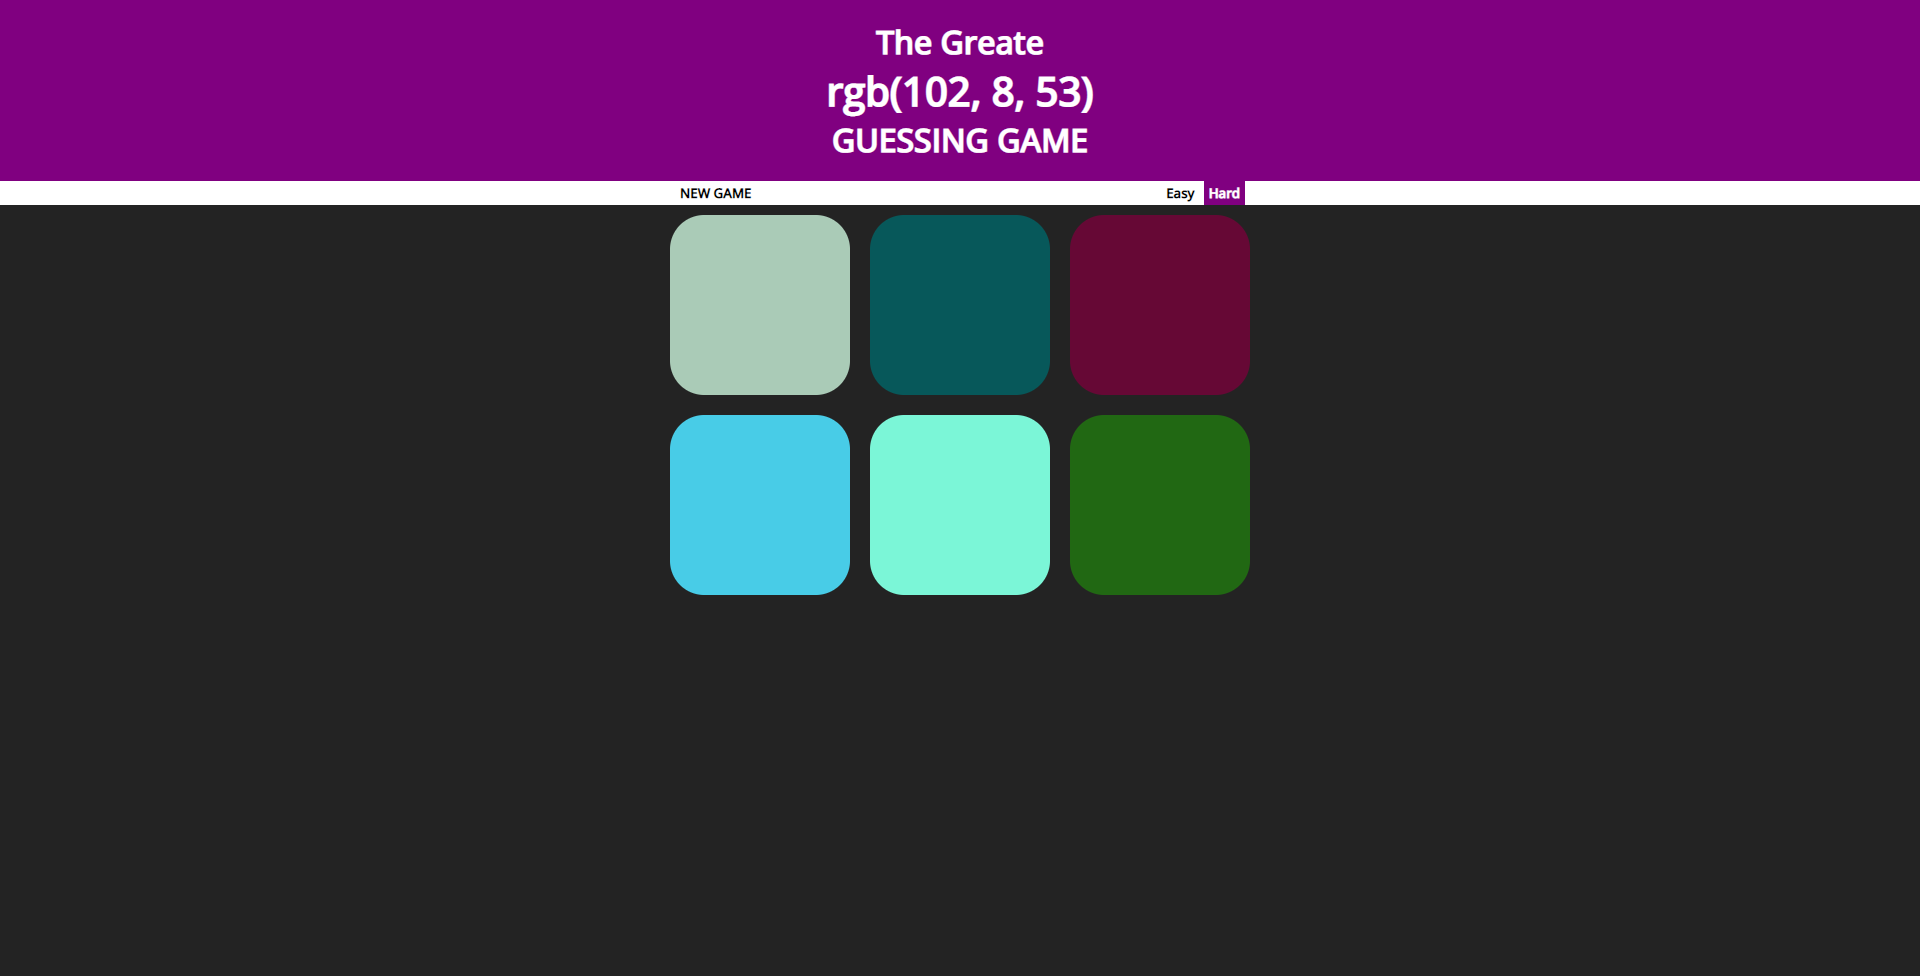 The Greate
rgb(102, 8, 53)
GUESSING GAME
NEW GAME Easy Hard